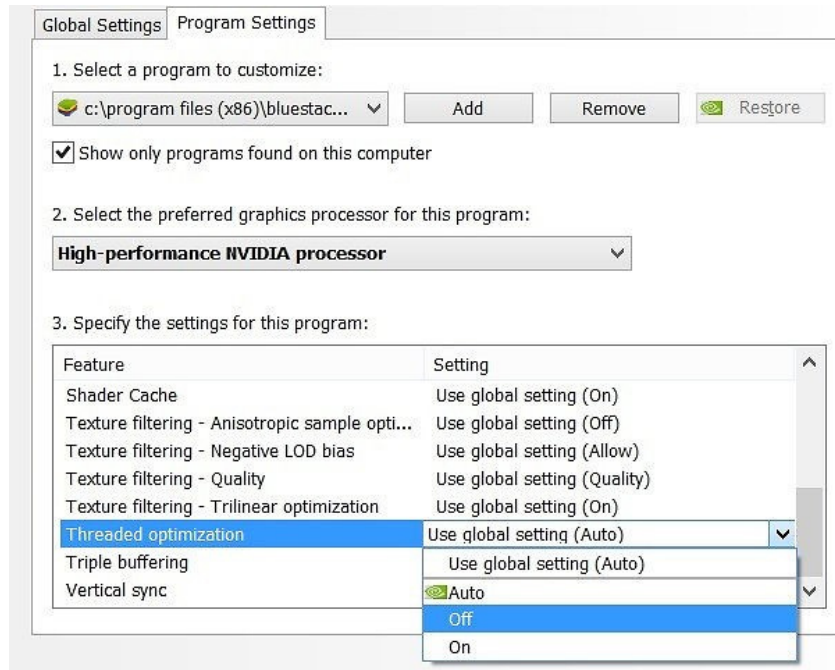 Global Settings Program Settings
1. Select a program to customize:
c:\program files (x86)\bluestac... Add Remove Restore
Show only programs found on this computer
2. Select the preferred graphics processor for this program:
High-performance NVIDIA processor
3. Specify the settings for this program:
Feature Setting
Shader Cache Use global setting (On)
Texture filtering - Anisotropic sample opti... Use global setting (Off)
Texture filtering - Negative LOD bias Use global setting (Allow)
Texture filtering - Quality Use global setting (Quality)
Texture filtering - Trilinear optimization Use global setting (On)
Threaded optimization Use global setting (Auto)
Triple buffering Use global setting (Auto)
Vertical sync Auto
Off
On